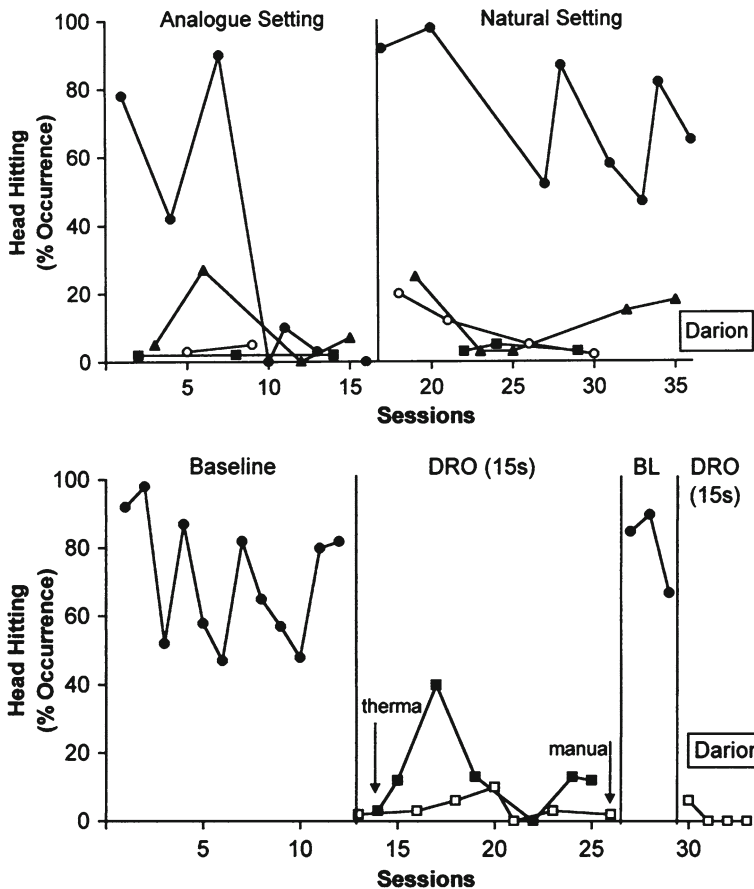 Analogue Setting Natural Setting
100
80
60
40
20
0
Head Hitting
(% Occurrence)
Darion
5 10 15 20 25 30 35
Sessions
Baseline DRO (15s) BL DRO
(15s)
100
80
60
40
20
0
Head Hitting
(% Occurrence)
therma
manual
Darion
5 10 15 20 25 30
Sessions